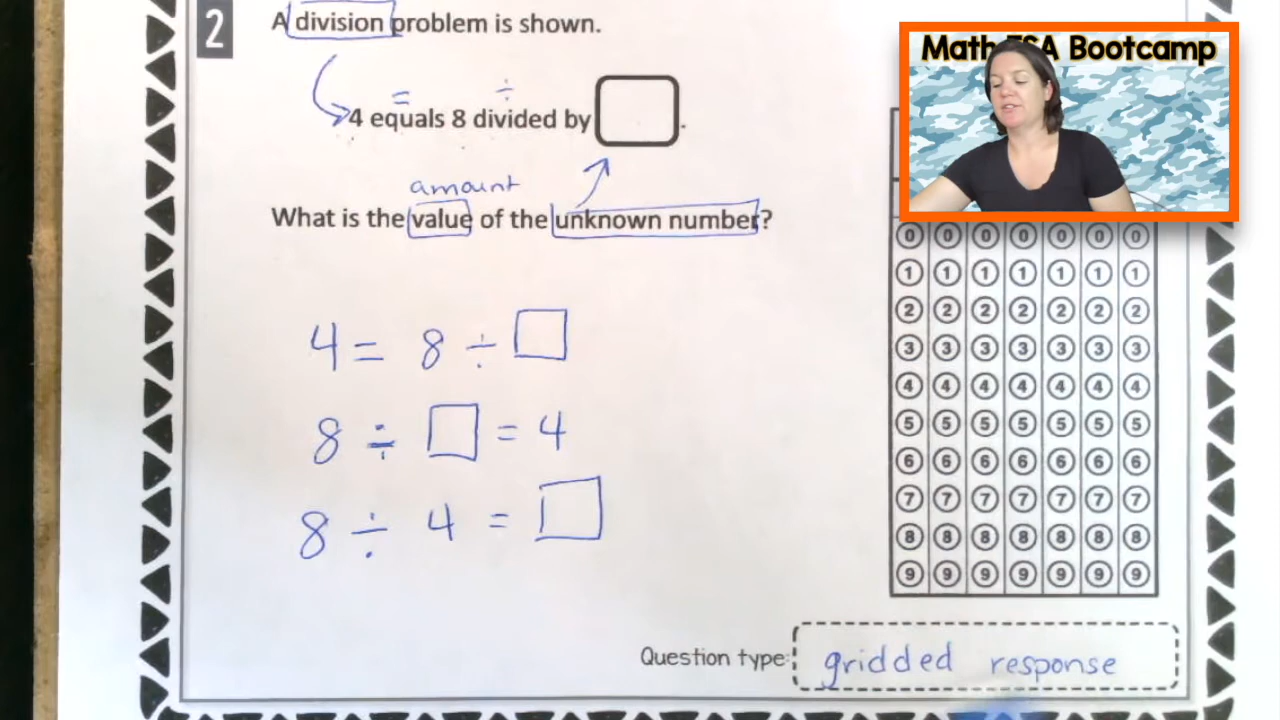 2
A division problem is shown.
= ÷
4 equals 8 divided by .
amount
What is the value of the unknown number?
4 = 8 ÷ □
8 ÷ □ = 4
8 ÷ 4 = □
Math FSA Bootcamp
0 0 0 0 0 0 0
1 1 1 1 1 1 1
2 2 2 2 2 2 2
3 3 3 3 3 3 3
4 4 4 4 4 4 4
5 5 5 5 5 5 5
6 6 6 6 6 6 6
7 7 7 7 7 7 7
8 8 8 8 8 8 8
9 9 9 9 9 9 9
Question type: gridded response